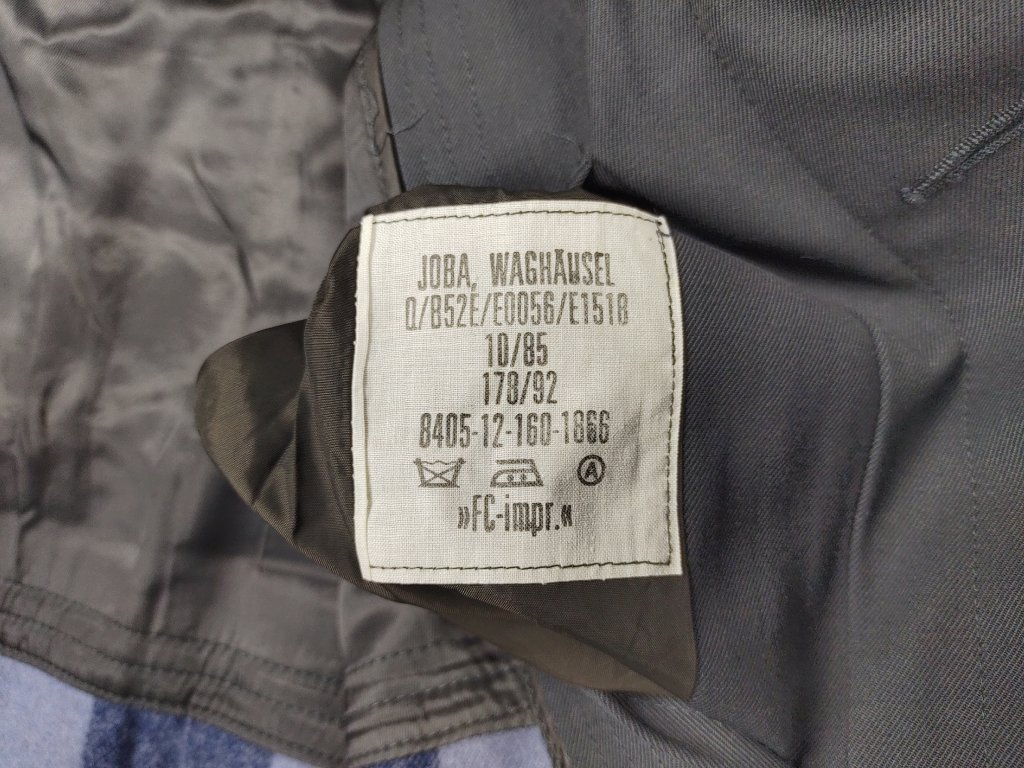 JOBA, WAGHÄUSEL
Q/B52E/E0056/E1518
10/85
178/92
8405-12-160-1866
A
»FC-impr.«